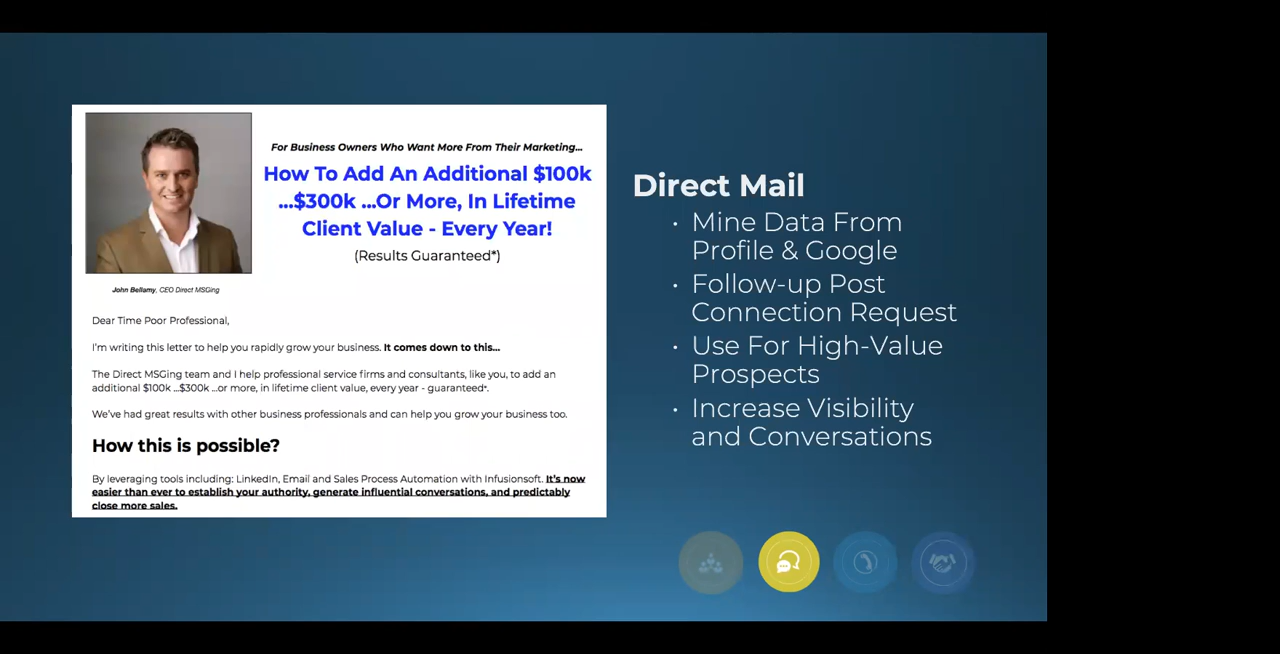 For Business Owners Who Want More From Their Marketing...
How To Add An Additional $100k
...$300k ...Or More, In Lifetime
Client Value - Every Year!
(Results Guaranteed*)
John Bellamy, CEO Direct MSGing
Dear Time Poor Professional,
I'm writing this letter to help you rapidly grow your business. It comes down to this...
The Direct MSGing team and I help professional service firms and consultants, like you, to add an
additional $100k ...$300k ...or more, in lifetime client value, every year - guaranteed*.
We've had great results with other business professionals and can help you grow your business too.
How this is possible?
By leveraging tools including: LinkedIn, Email and Sales Process Automation with Infusionsoft. It's now
easier than ever to establish your authority, generate influential conversations, and predictably
close more sales.
Direct Mail
• Mine Data From
Profile & Google
• Follow-up Post
Connection Request
• Use For High-Value
Prospects
• Increase Visibility
and Conversations